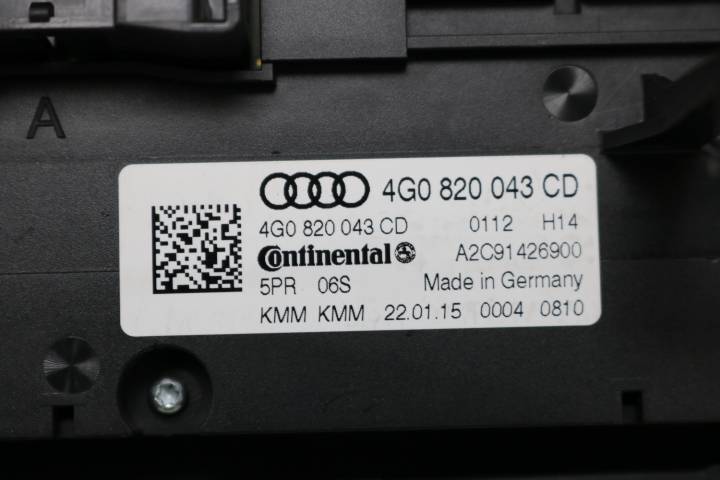 A
4G0 820 043 CD
4G0 820 043 CD 0112 H14
Continental A2C91426900
5PR 06S Made in Germany
KMM KMM 22.01.15 0004 0810